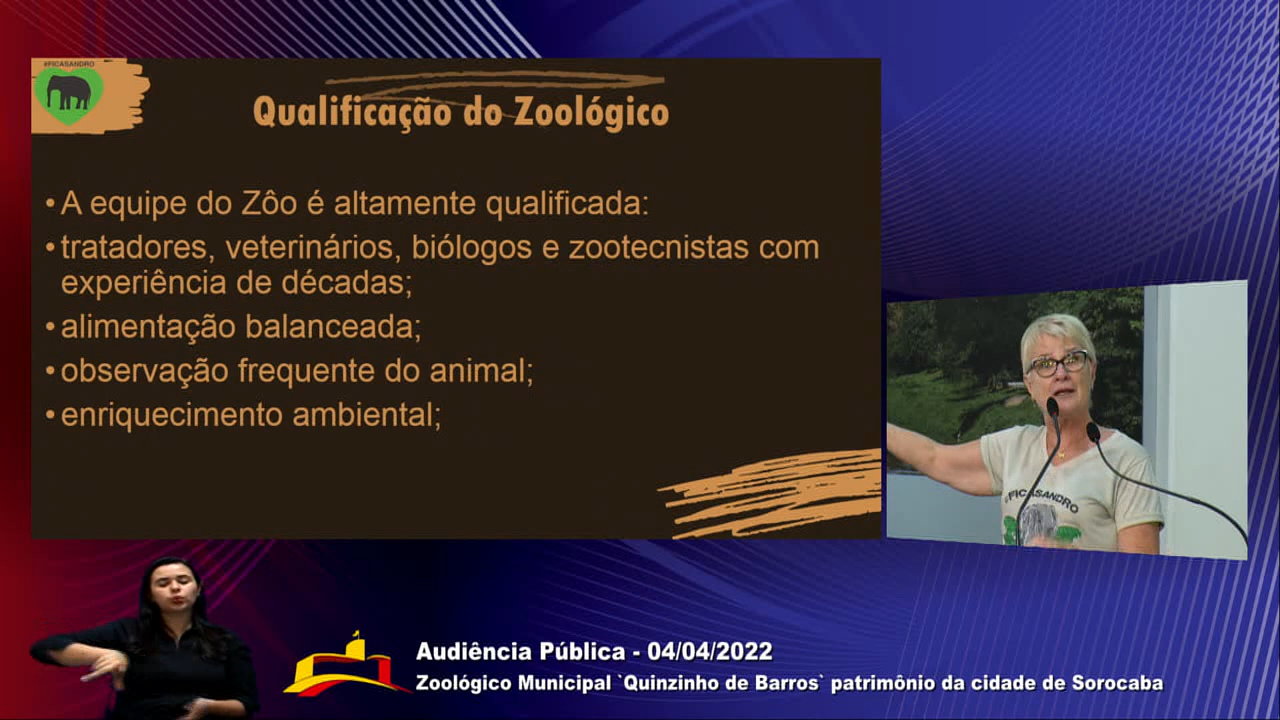 #FICASANDRO
Qualificação do Zoológico
• A equipe do Zôo é altamente qualificada:
• tratadores, veterinários, biólogos e zootecnistas com
experiência de décadas;
• alimentação balanceada;
• observação frequente do animal;
• enriquecimento ambiental;
#FICASANDRO
Audiência Pública - 04/04/2022
Zoológico Municipal `Quinzinho de Barros` patrimônio da cidade de Sorocaba